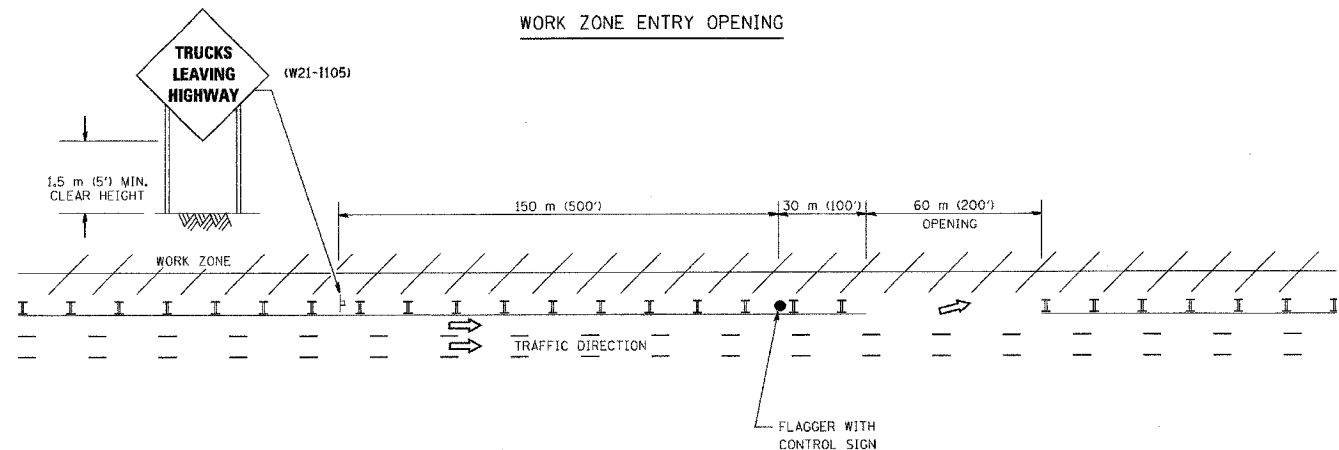 WORK ZONE ENTRY OPENING
TRUCKS
LEAVING
HIGHWAY
(W21-1105)
1.5 m (5') MIN.
CLEAR HEIGHT
150 m (500')
30 m (100')
60 m (200')
OPENING
WORK ZONE
TRAFFIC DIRECTION
FLAGGER WITH
CONTROL SIGN